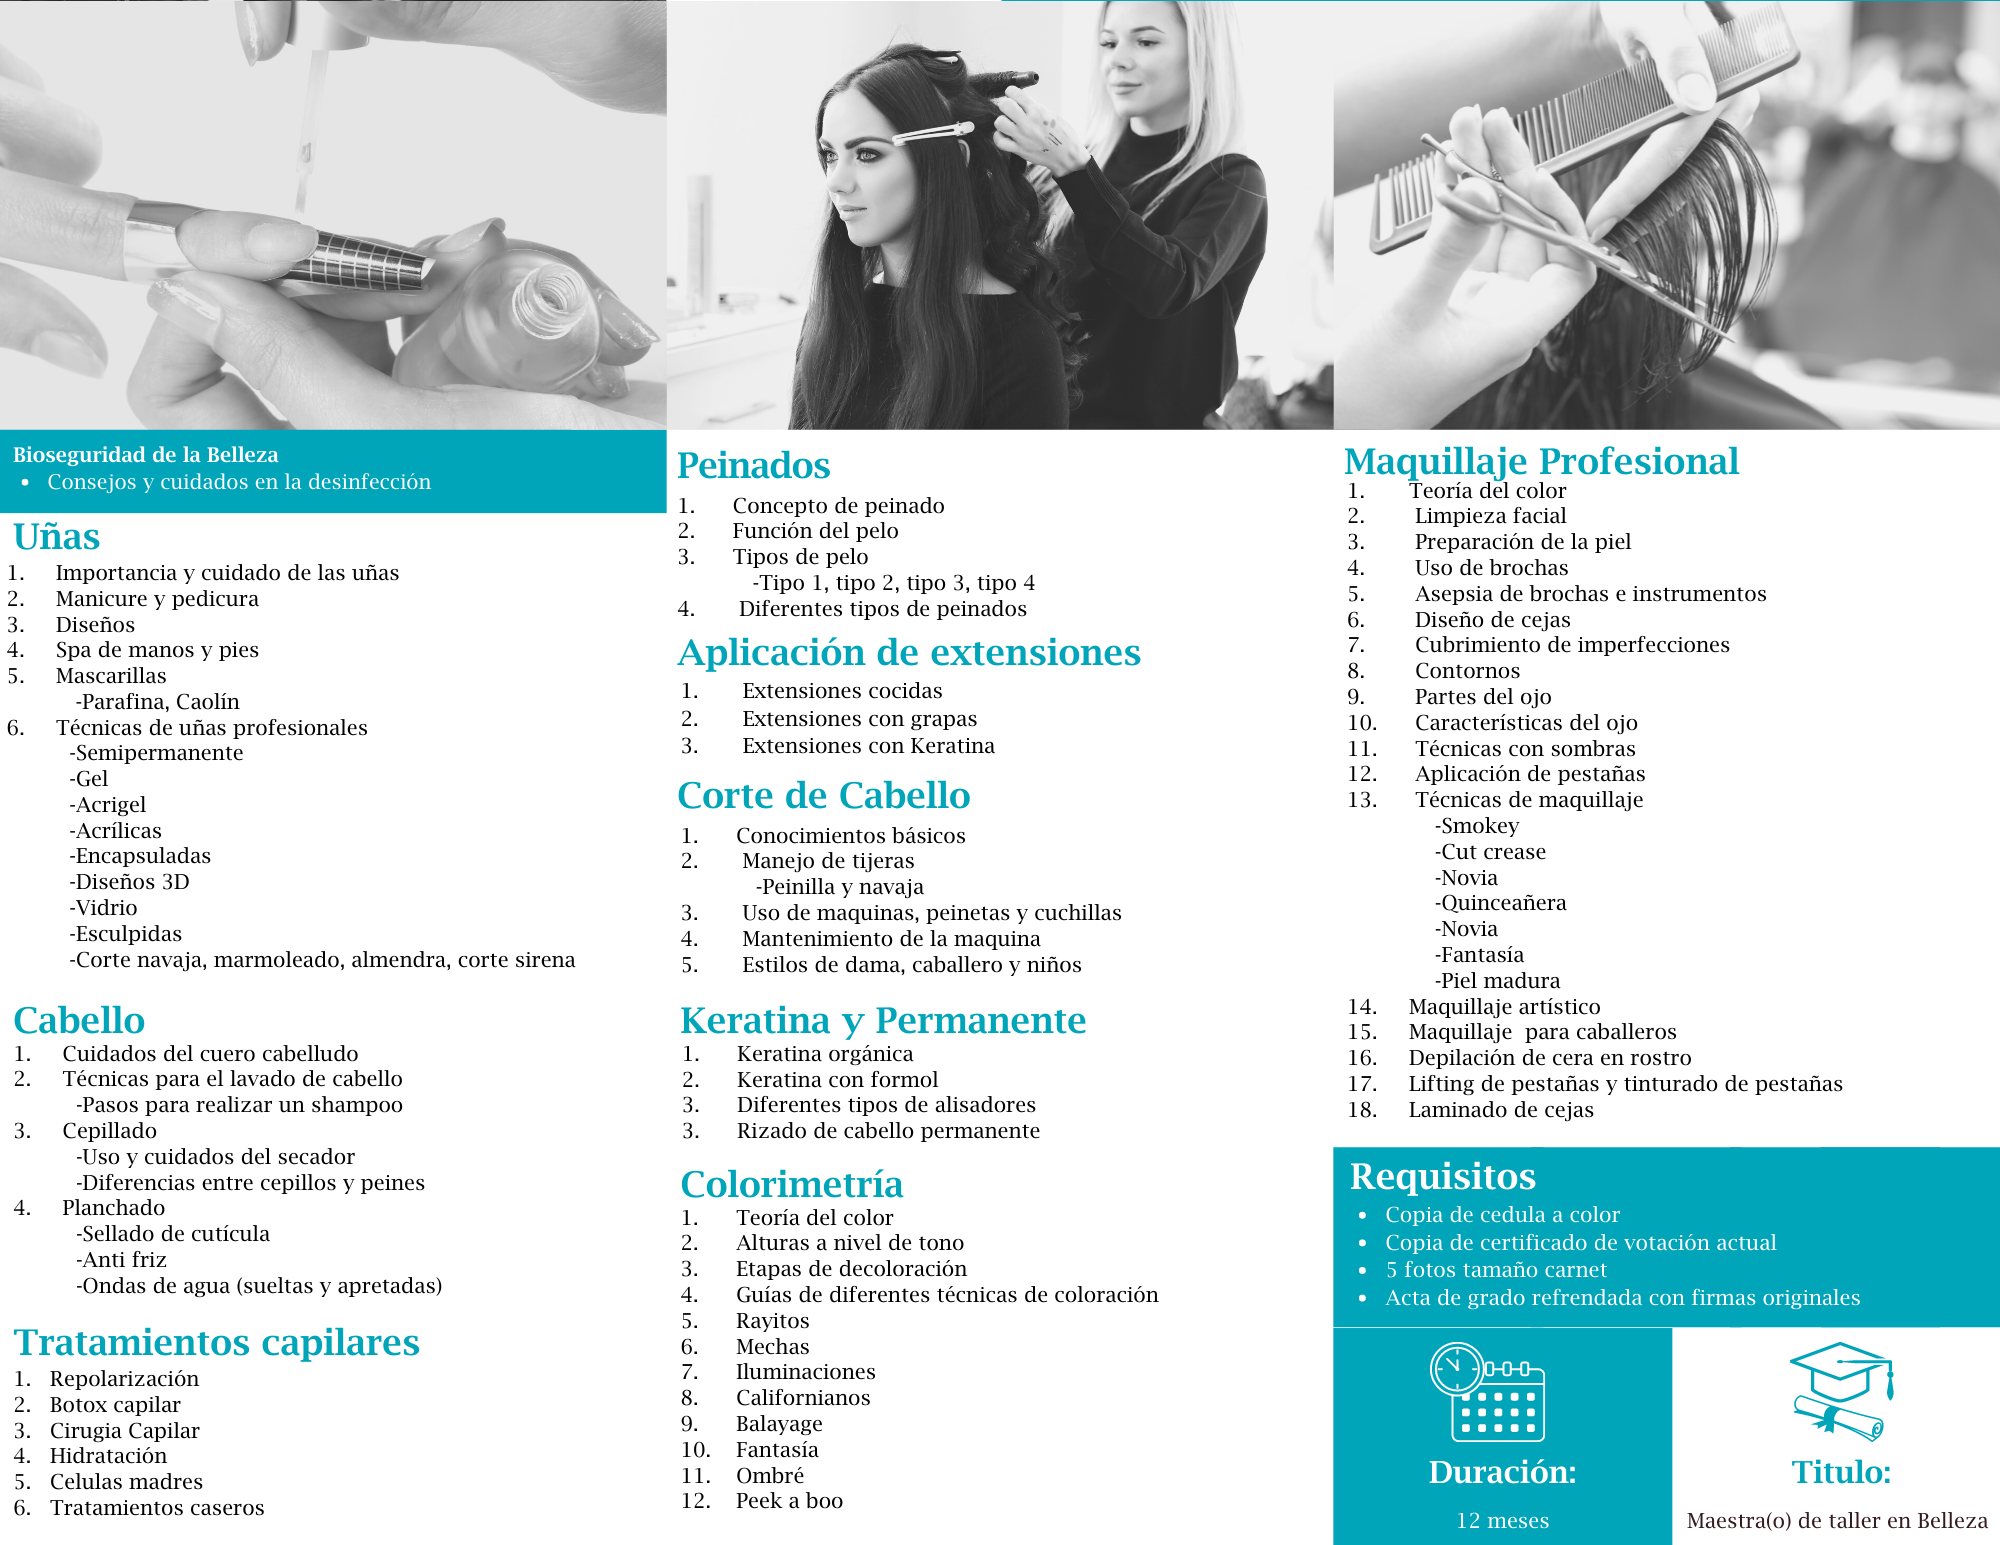 Bioseguridad de la Belleza
• Consejos y cuidados en la desinfección
Uñas
1. Importancia y cuidado de las uñas
2. Manicure y pedicura
3. Diseños
4. Spa de manos y pies
5. Mascarillas
-Parafina, Caolín
6. Técnicas de uñas profesionales
-Semipermanente
-Gel
-Acrigel
-Acrílicas
-Encapsuladas
-Diseños 3D
-Vidrio
-Esculpidas
-Corte navaja, marmoleado, almendra, corte sirena
Cabello
1. Cuidados del cuero cabelludo
2. Técnicas para el lavado de cabello
-Pasos para realizar un shampoo
3. Cepillado
-Uso y cuidados del secador
-Diferencias entre cepillos y peines
4. Planchado
-Sellado de cutícula
-Anti friz
-Ondas de agua (sueltas y apretadas)
Tratamientos capilares
1. Repolarización
2. Botox capilar
3. Cirugia Capilar
4. Hidratación
5. Celulas madres
6. Tratamientos caseros
Peinados
1. Concepto de peinado
2. Función del pelo
3. Tipos de pelo
-Tipo 1, tipo 2, tipo 3, tipo 4
4. Diferentes tipos de peinados
Aplicación de extensiones
1. Extensiones cocidas
2. Extensiones con grapas
3. Extensiones con Keratina
Corte de Cabello
1. Conocimientos básicos
2. Manejo de tijeras
-Peinilla y navaja
3. Uso de maquinas, peinetas y cuchillas
4. Mantenimiento de la maquina
5. Estilos de dama, caballero y niños
Keratina y Permanente
1. Keratina orgánica
2. Keratina con formol
3. Diferentes tipos de alisadores
3. Rizado de cabello permanente
Colorimetría
1. Teoría del color
2. Alturas a nivel de tono
3. Etapas de decoloración
4. Guías de diferentes técnicas de coloración
5. Rayitos
6. Mechas
7. Iluminaciones
8. Californianos
9. Balayage
10. Fantasía
11. Ombré
12. Peek a boo
Maquillaje Profesional
1. Teoría del color
2. Limpieza facial
3. Preparación de la piel
4. Uso de brochas
5. Asepsia de brochas e instrumentos
6. Diseño de cejas
7. Cubrimiento de imperfecciones
8. Contornos
9. Partes del ojo
10. Características del ojo
11. Técnicas con sombras
12. Aplicación de pestañas
13. Técnicas de maquillaje
-Smokey
-Cut crease
-Novia
-Quinceañera
-Novia
-Fantasía
-Piel madura
14. Maquillaje artístico
15. Maquillaje para caballeros
16. Depilación de cera en rostro
17. Lifting de pestañas y tinturado de pestañas
18. Laminado de cejas
Requisitos
• Copia de cedula a color
• Copia de certificado de votación actual
• 5 fotos tamaño carnet
• Acta de grado refrendada con firmas originales
Duración:
12 meses
Titulo:
Maestra(o) de taller en Belleza